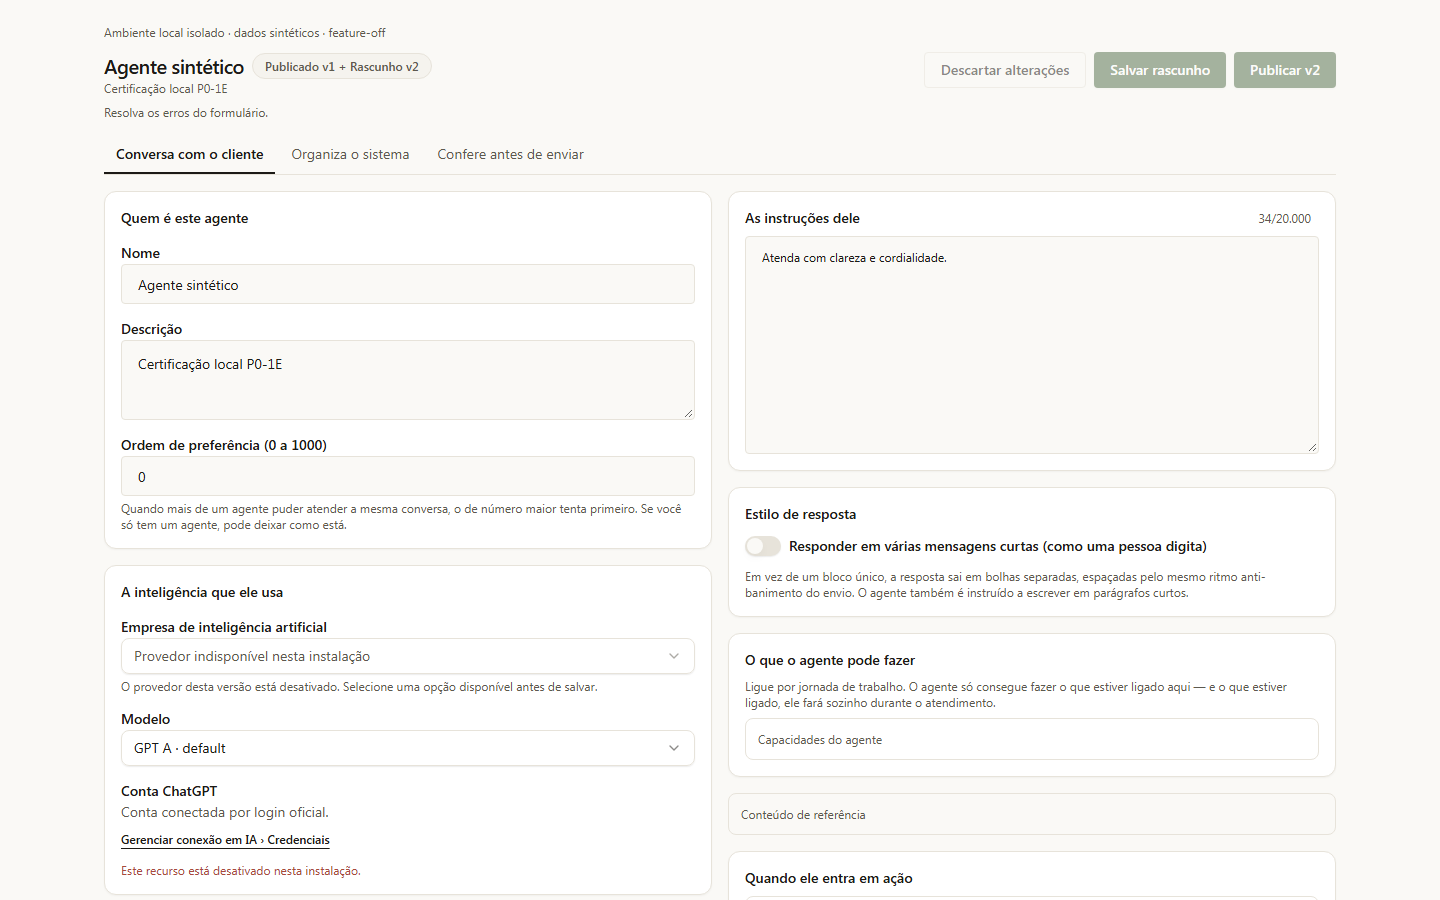 Ambiente local isolado · dados sintéticos · feature-off
Agente sintético
Publicado v1 + Rascunho v2
Certificação local P0-1E
Resolva os erros do formulário.
Descartar alterações
Salvar rascunho
Publicar v2
Conversa com o cliente
Organiza o sistema
Confere antes de enviar
Quem é este agente
Nome
Agente sintético
Descrição
Certificação local P0-1E
Ordem de preferência (0 a 1000)
0
Quando mais de um agente puder atender a mesma conversa, o de número maior tenta primeiro. Se você
só tem um agente, pode deixar como está.
A inteligência que ele usa
Empresa de inteligência artificial
Provedor indisponível nesta instalação
O provedor desta versão está desativado. Selecione uma opção disponível antes de salvar.
Modelo
GPT A · default
Conta ChatGPT
Conta conectada por login oficial.
Gerenciar conexão em IA › Credenciais
Este recurso está desativado nesta instalação.
As instruções dele
34/20.000
Atenda com clareza e cordialidade.
Estilo de resposta
Responder em várias mensagens curtas (como uma pessoa digita)
Em vez de um bloco único, a resposta sai em bolhas separadas, espaçadas pelo mesmo ritmo anti-
banimento do envio. O agente também é instruído a escrever em parágrafos curtos.
O que o agente pode fazer
Ligue por jornada de trabalho. O agente só consegue fazer o que estiver ligado aqui — e o que estiver
ligado, ele fará sozinho durante o atendimento.
Capacidades do agente
Conteúdo de referência
Quando ele entra em ação